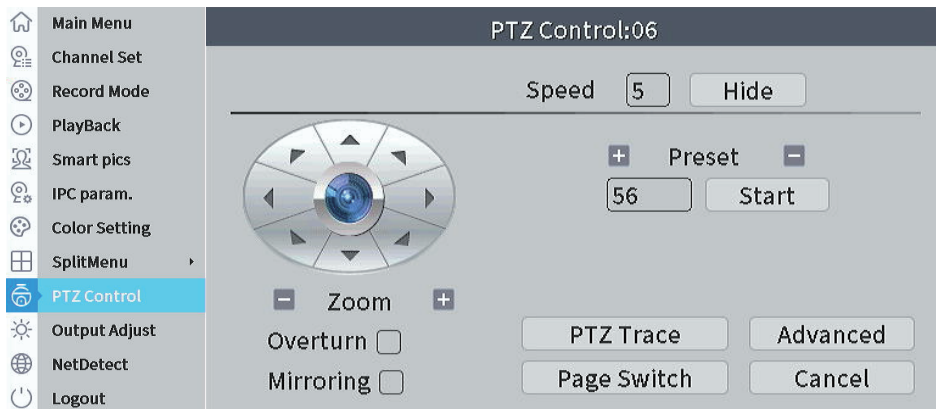 Main Menu
Channel Set
Record Mode
PlayBack
Smart pics
IPC param.
Color Setting
SplitMenu
PTZ Control
Output Adjust
NetDetect
Logout
PTZ Control:06
Speed 5 Hide
+ Preset -
56 Start
- Zoom +
Overturn
Mirroring
PTZ Trace Advanced
Page Switch Cancel